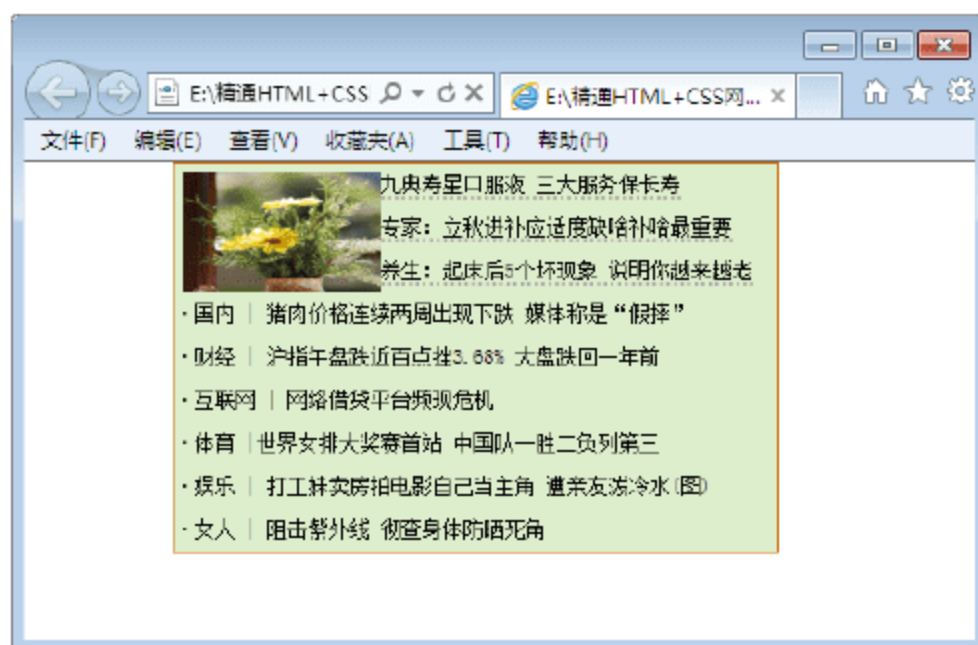 E:\精通HTML+CSS
E:\精通HTML+CSS网...
文件(F) 编辑(E) 查看(V) 收藏夹(A) 工具(T) 帮助(H)
九典寿星口服液 三大服务保长寿
专家：立秋进补应适度缺啥补啥最重要
养生：起床后5个坏现象 说明你越来越老
·国内 | 猪肉价格连续两周出现下跌 媒体称是“假摔”
·财经 | 沪指午盘跌近百点挫3.68% 大盘跌回一年前
·互联网 | 网络借贷平台频现危机
·体育 |世界女排大奖赛首站 中国队一胜二负列第三
·娱乐 | 打工妹卖房拍电影自己当主角 遭亲友泼冷水(图)
·女人 | 阻击紫外线 彻查身体防晒死角